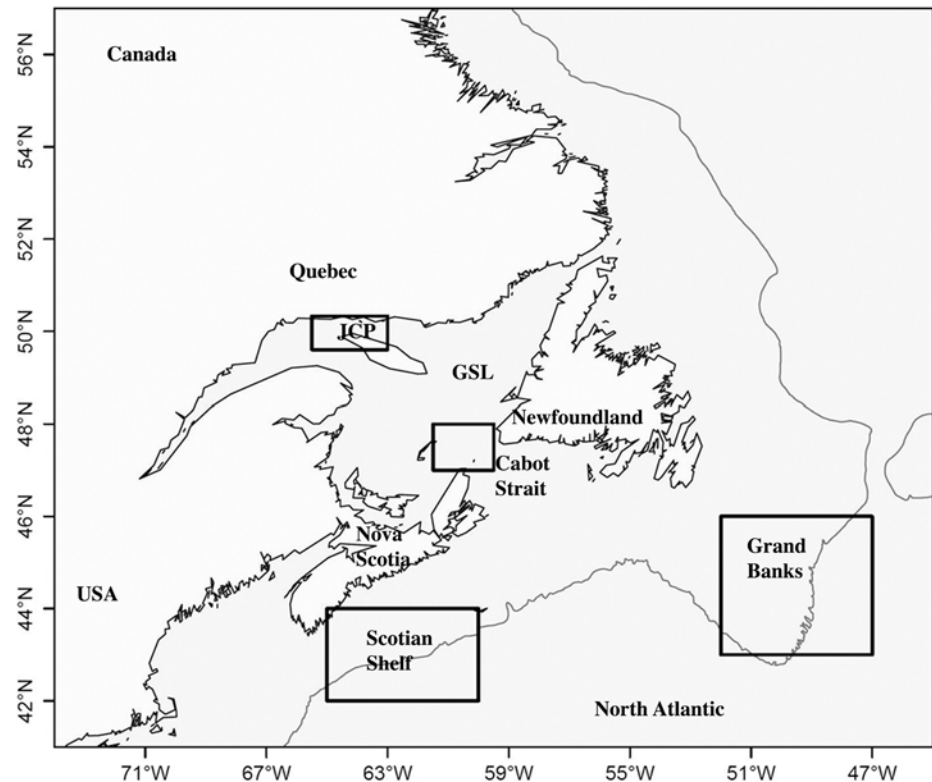 56°N
54°N
52°N
50°N
48°N
46°N
44°N
42°N
Canada
Quebec
JCP
GSL
Newfoundland
Cabot
Strait
Nova
Scotia
Grand
Banks
USA
Scotian
Shelf
North Atlantic
71°W
67°W
63°W
59°W
55°W
51°W
47°W